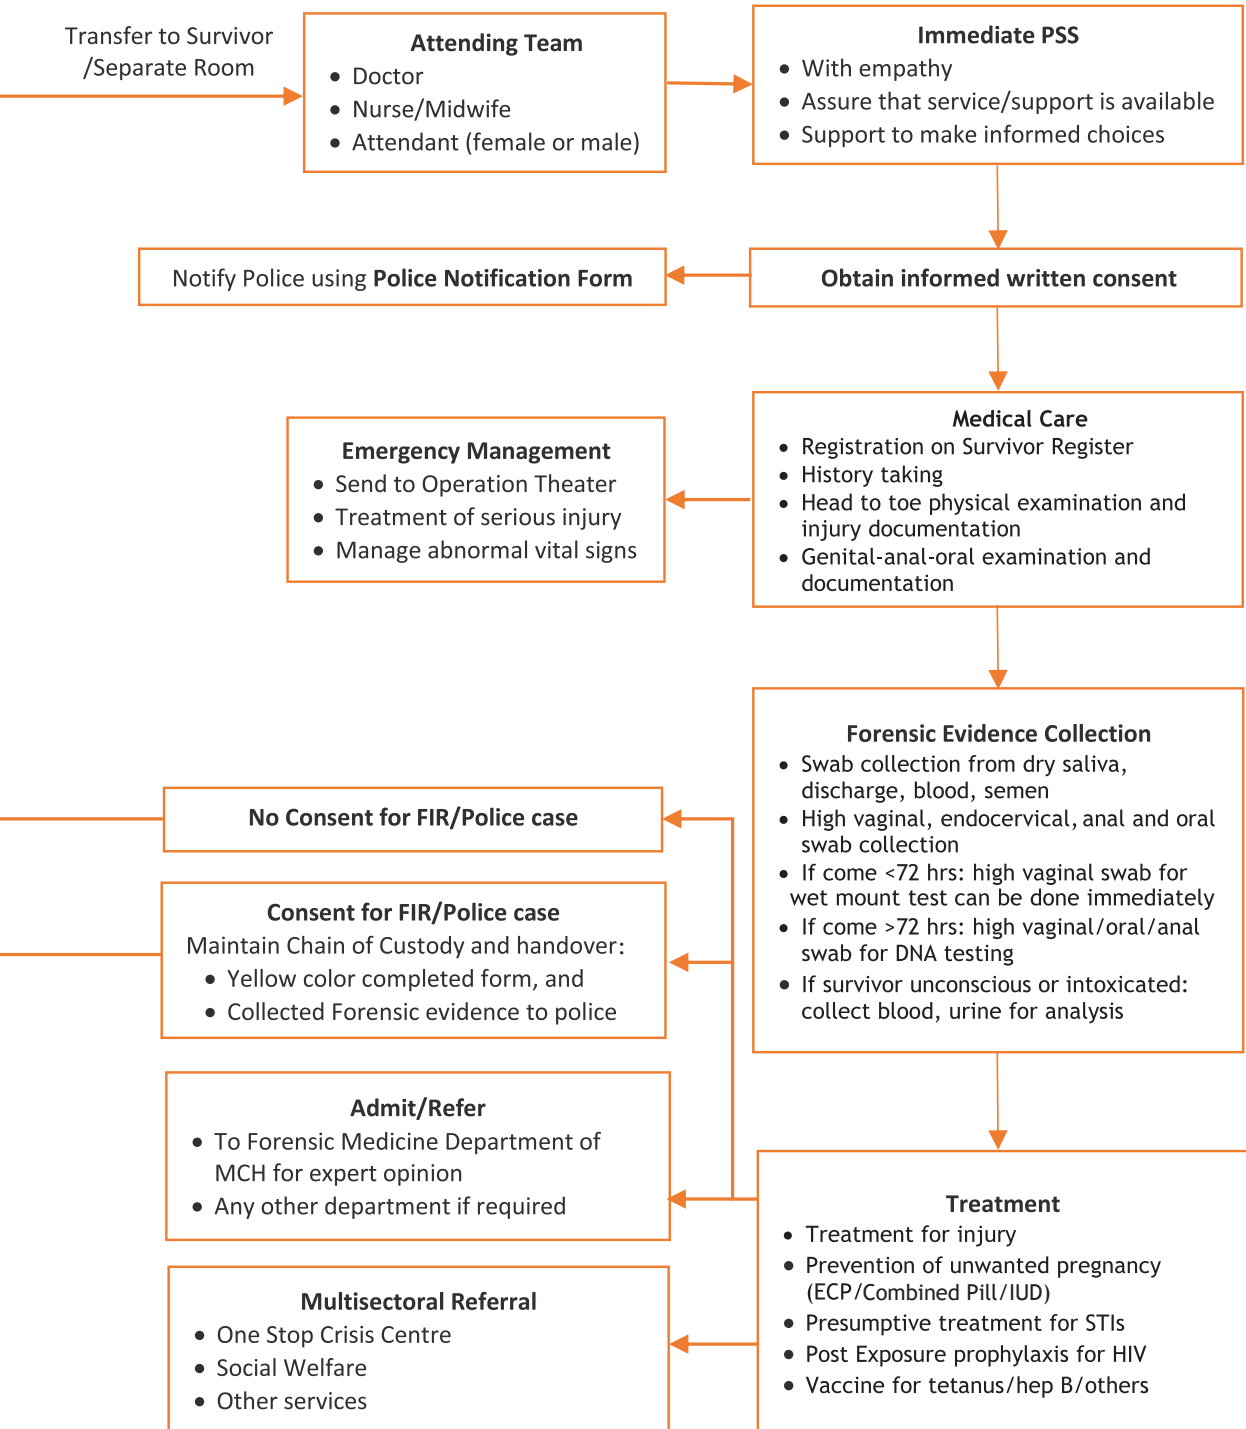 Transfer to Survivor
/Separate Room
Attending Team
• Doctor
• Nurse/Midwife
• Attendant (female or male)
Immediate PSS
• With empathy
• Assure that service/support is available
• Support to make informed choices
Notify Police using Police Notification Form
Obtain informed written consent
Emergency Management
• Send to Operation Theater
• Treatment of serious injury
• Manage abnormal vital signs
Medical Care
• Registration on Survivor Register
• History taking
• Head to toe physical examination and
injury documentation
• Genital-anal-oral examination and
documentation
Forensic Evidence Collection
• Swab collection from dry saliva,
discharge, blood, semen
• High vaginal, endocervical, anal and oral
swab collection
• If come <72 hrs: high vaginal swab for
wet mount test can be done immediately
• If come >72 hrs: high vaginal/oral/anal
swab for DNA testing
• If survivor unconscious or intoxicated:
collect blood, urine for analysis
No Consent for FIR/Police case
Consent for FIR/Police case
Maintain Chain of Custody and handover:
• Yellow color completed form, and
• Collected Forensic evidence to police
Admit/Refer
• To Forensic Medicine Department of
MCH for expert opinion
• Any other department if required
Treatment
• Treatment for injury
• Prevention of unwanted pregnancy
(ECP/Combined Pill/IUD)
• Presumptive treatment for STIs
• Post Exposure prophylaxis for HIV
• Vaccine for tetanus/hep B/others
Multisectoral Referral
• One Stop Crisis Centre
• Social Welfare
• Other services